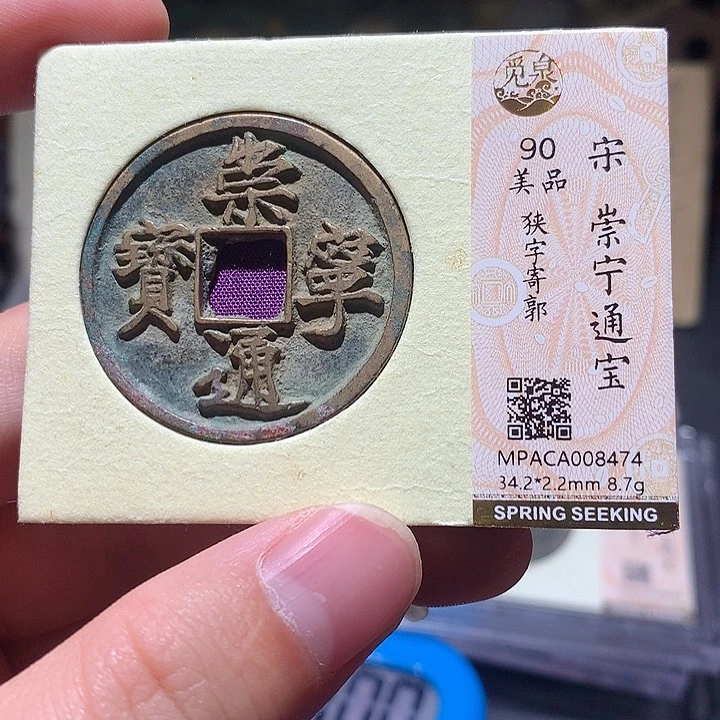 崇
寧
通
寶
觅泉
90
美品
狭字寄郭
宋 崇宁通宝
MPACA008474
34.2*2.2mm 8.7g
SPRING SEEKING